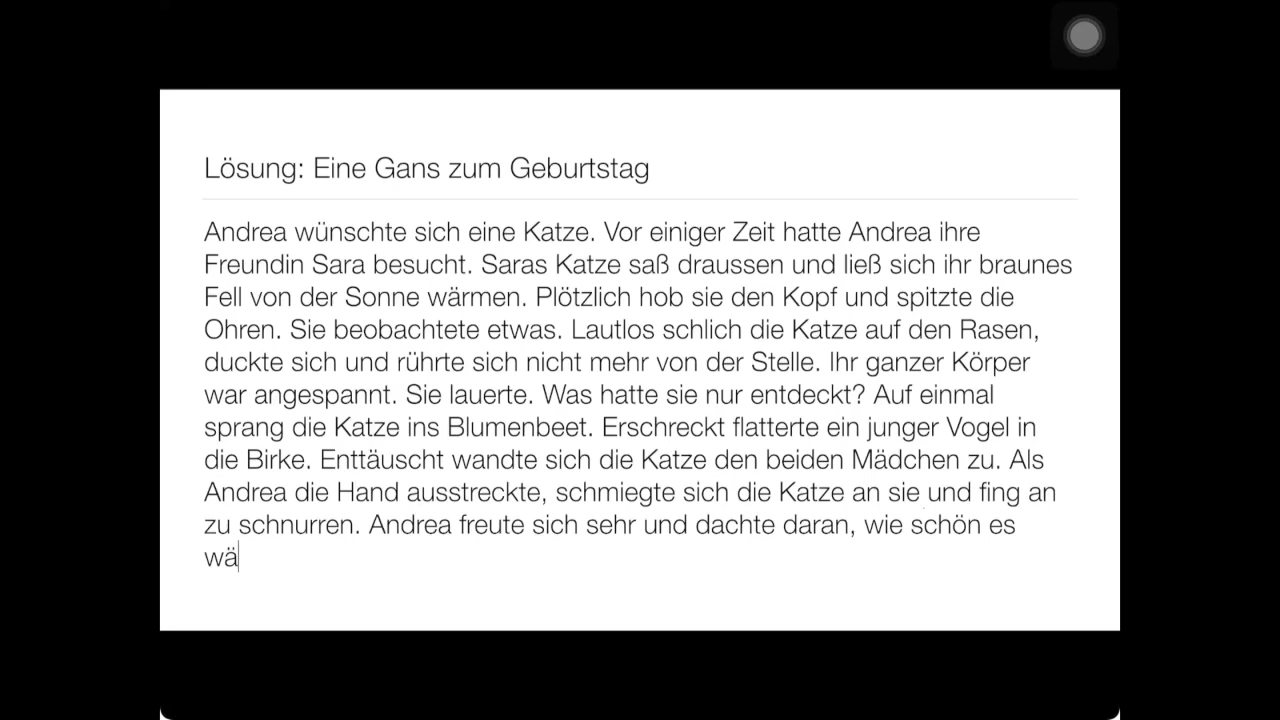 Lösung: Eine Gans zum Geburtstag
Andrea wünschte sich eine Katze. Vor einiger Zeit hatte Andrea ihre
Freundin Sara besucht. Saras Katze saß draussen und ließ sich ihr braunes
Fell von der Sonne wärmen. Plötzlich hob sie den Kopf und spitzte die
Ohren. Sie beobachtete etwas. Lautlos schlich die Katze auf den Rasen,
duckte sich und rührte sich nicht mehr von der Stelle. Ihr ganzer Körper
war angespannt. Sie lauerte. Was hatte sie nur entdeckt? Auf einmal
sprang die Katze ins Blumenbeet. Erschreckt flatterte ein junger Vogel in
die Birke. Enttäuscht wandte sich die Katze den beiden Mädchen zu. Als
Andrea die Hand ausstreckte, schmiegte sich die Katze an sie und fing an
zu schnurren. Andrea freute sich sehr und dachte daran, wie schön es
wä